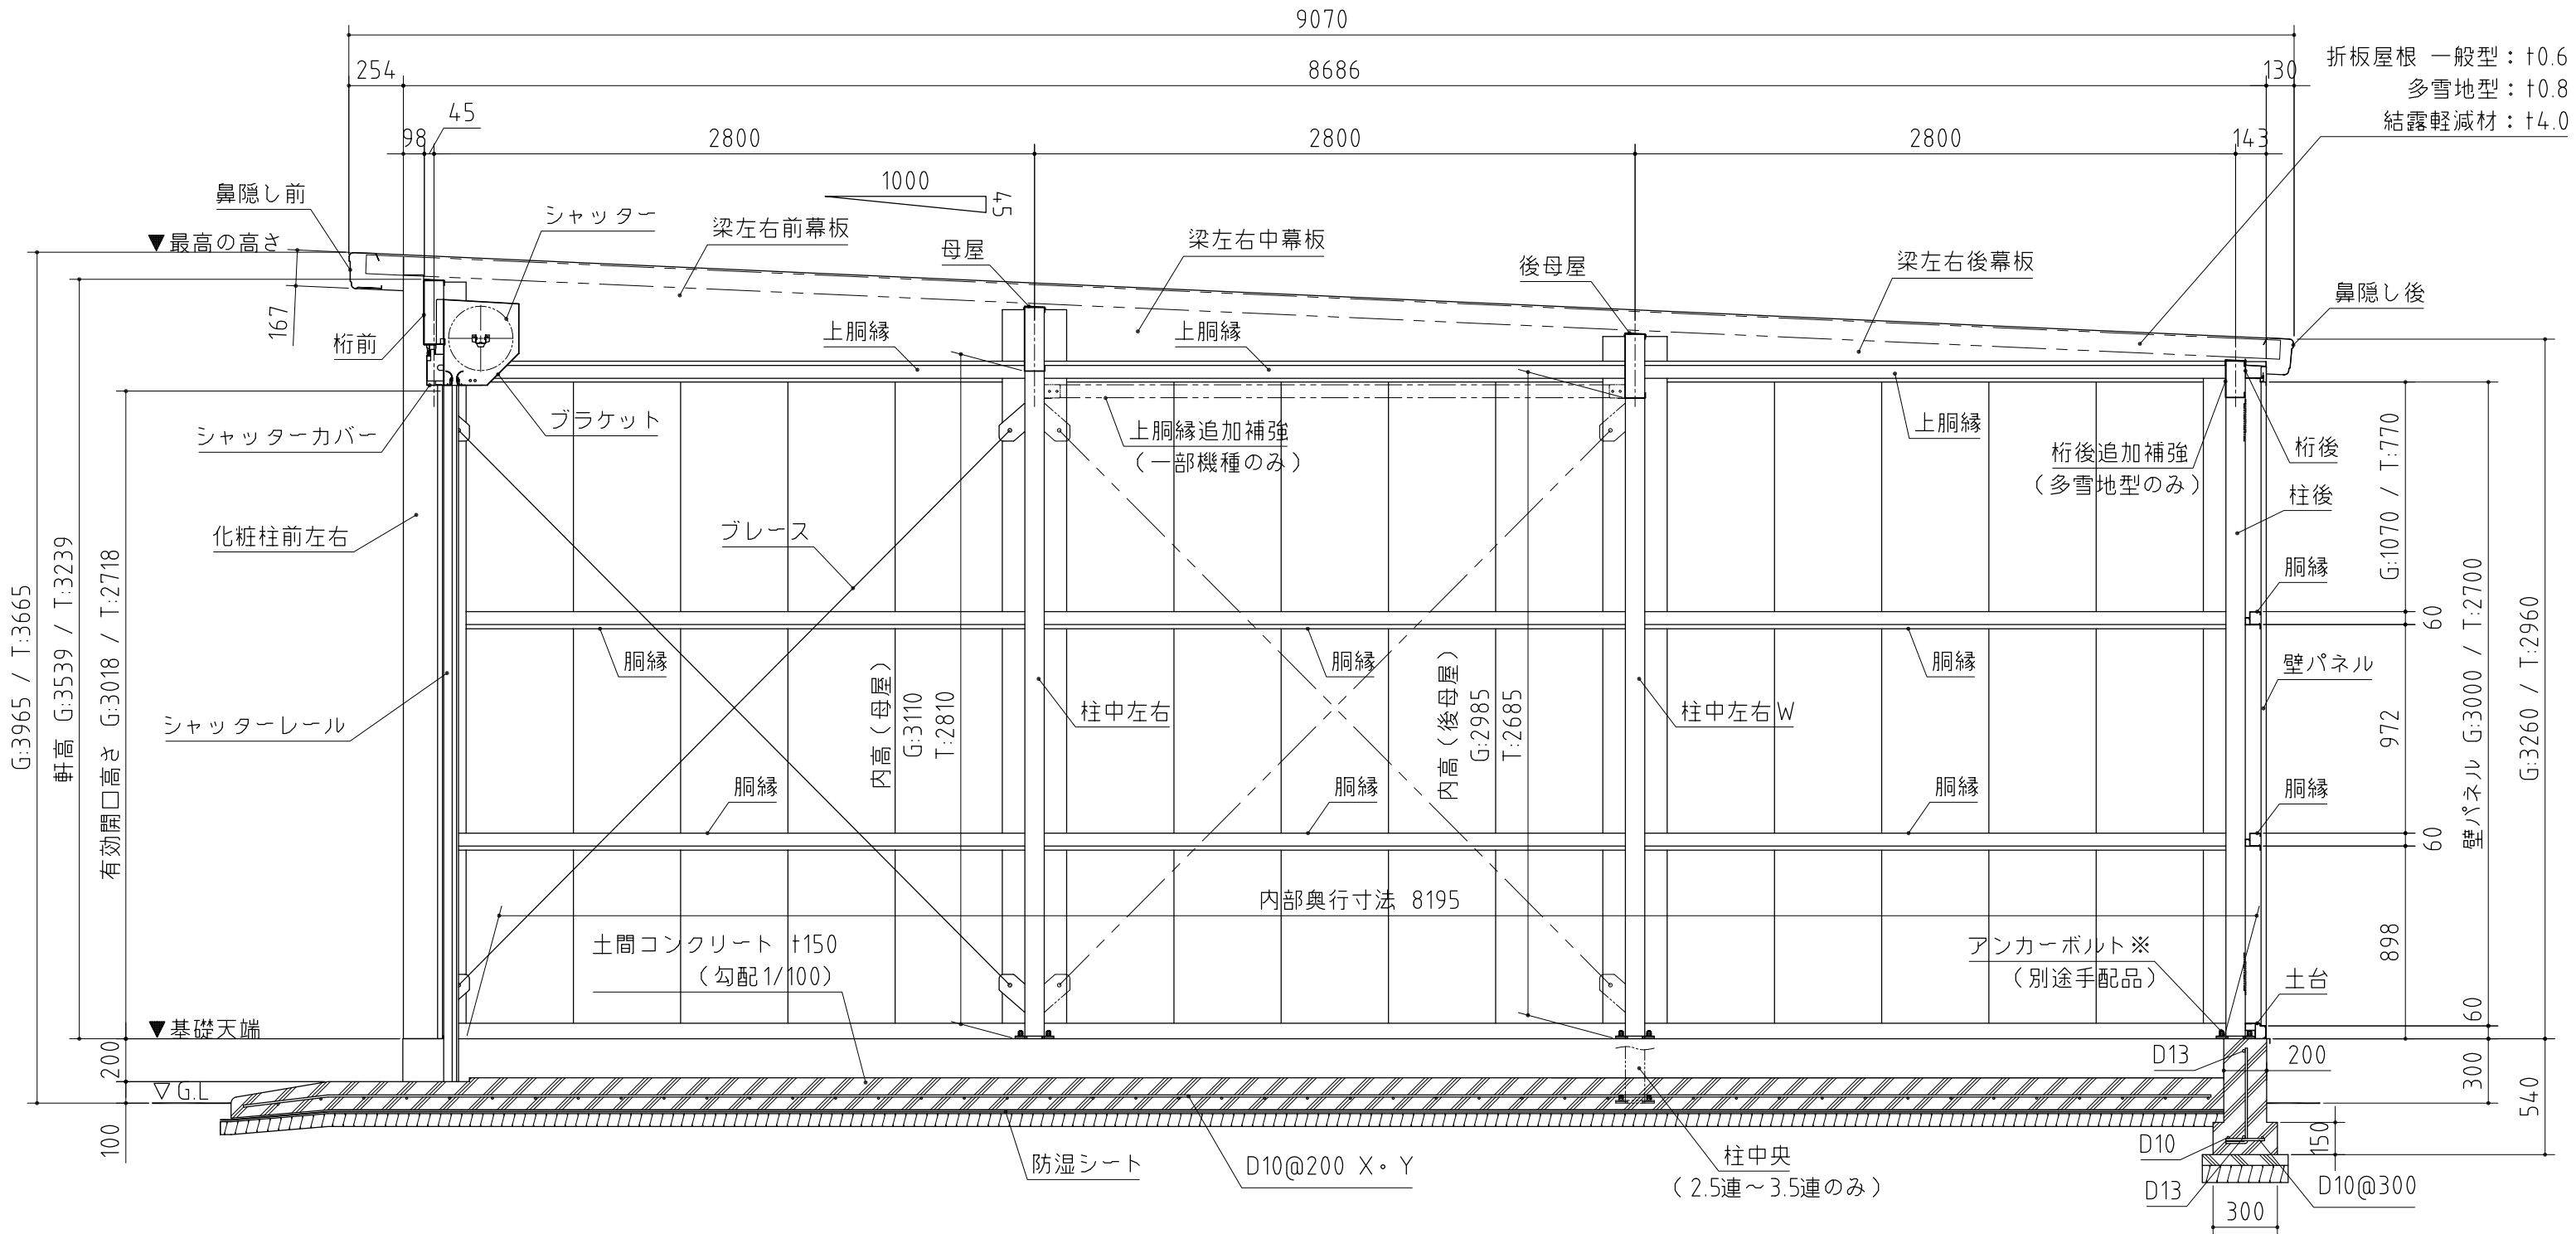 9070
254
8686
130
折板屋根 一般型：t0.6
多雪地型：t0.8
結露軽減材：t4.0
98
45
2800
2800
2800
143
1000
45
鼻隠し前
シャッター
梁左右前幕板
母屋
梁左右中幕板
後母屋
梁左右後幕板
鼻隠し後
▼最高の高さ
167
桁前
上胴縁
上胴縁
シャッターカバー
ブラケット
上胴縁追加補強
（一部機種のみ）
上胴縁
桁後追加補強
（多雪地型のみ）
桁後
柱後
化粧柱前左右
ブレース
胴縁
胴縁
胴縁
胴縁
壁パネル
シャッターレール
柱中左右
柱中左右W
内高（母屋）
G:3110
T:2810
内高（後母屋）
G:2985
T:2685
胴縁
胴縁
胴縁
胴縁
G:3965 / T:3665
軒高 G:3539 / T:3239
有効開口高さ G:3018 / T:2718
G:1070 / T:770
60
972
60
898
60
壁パネル G:3000 / T:2700
G:3260 / T:2960
内部奥行寸法 8195
土間コンクリート t150
（勾配1/100）
アンカーボルト※
（別途手配品）
土台
▼基礎天端
200
▽G.L
100
D13
200
300
540
150
D10
D13
D10@300
300
防湿シート
D10@200 X・Y
柱中央
（2.5連～3.5連のみ）